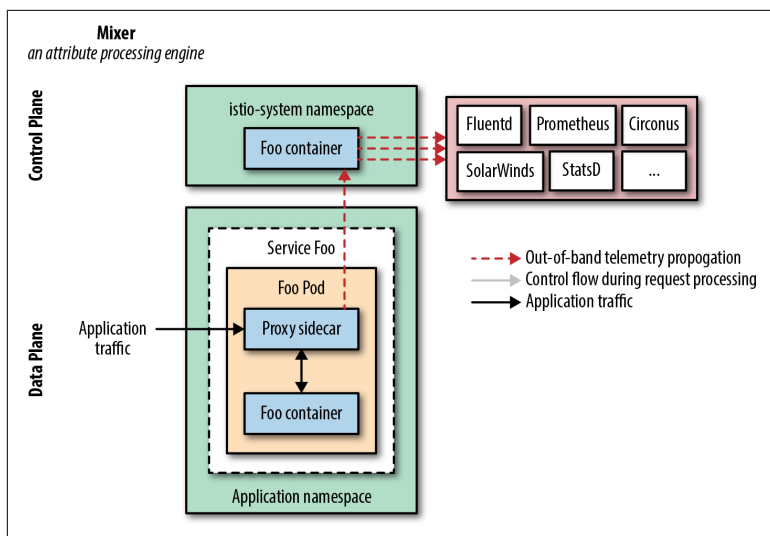 Mixer
an attribute processing engine
Control Plane
istio-system namespace
Foo container
Fluentd
Prometheus
Circonus
SolarWinds
StatsD
...
Data Plane
Service Foo
Foo Pod
Proxy sidecar
Foo container
Application namespace
Application
traffic
Out-of-band telemetry propogation
Control flow during request processing
Application traffic